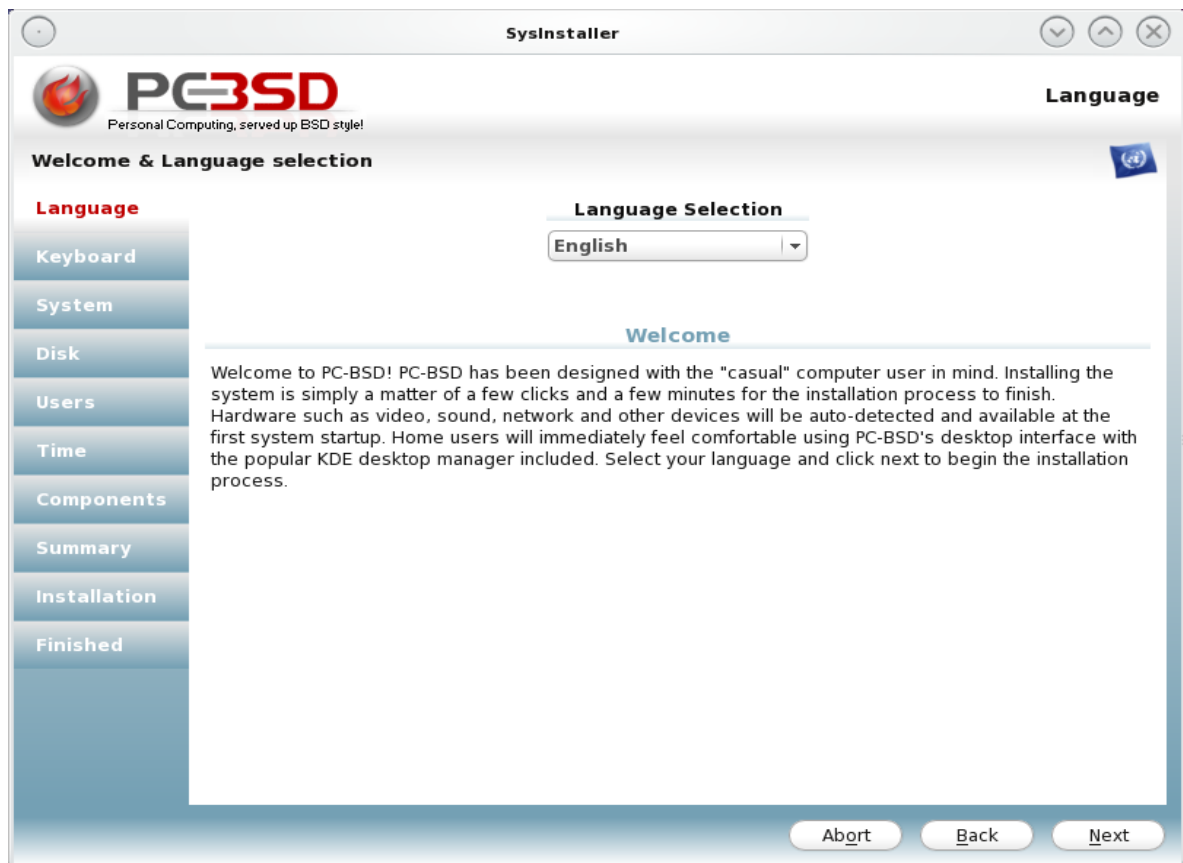 SysInstaller
PCBSD
Personal Computing, served up BSD style!
Language
Welcome & Language selection
Language
Keyboard
System
Disk
Users
Time
Components
Summary
Installation
Finished
Language Selection
English
Welcome
Welcome to PC-BSD! PC-BSD has been designed with the "casual" computer user in mind. Installing the
system is simply a matter of a few clicks and a few minutes for the installation process to finish.
Hardware such as video, sound, network and other devices will be auto-detected and available at the
first system startup. Home users will immediately feel comfortable using PC-BSD's desktop interface with
the popular KDE desktop manager included. Select your language and click next to begin the installation
process.
Abort
Back
Next